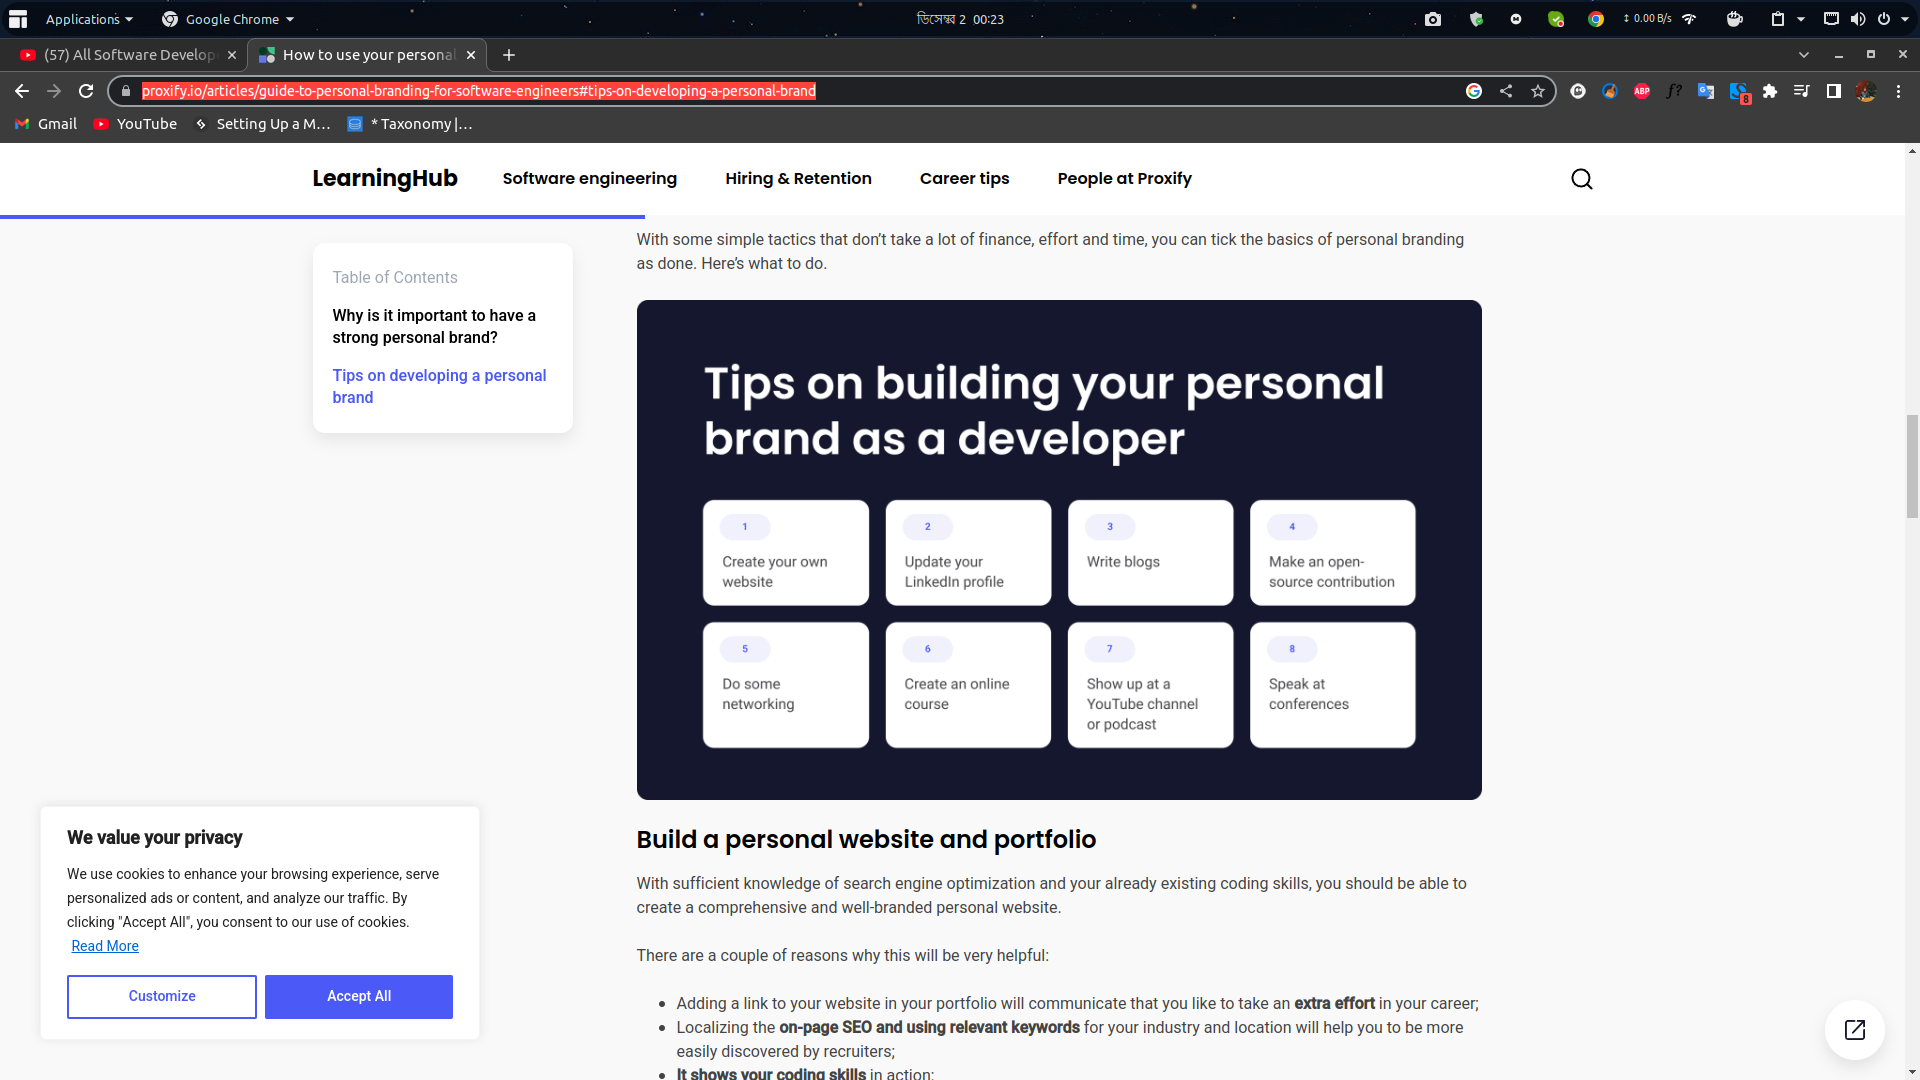 Applications
Google Chrome
ডিসেম্বর 2 00:23
0.00 B/s
(57) All Software Develop
How to use your personal
proxify.io/articles/guide-to-personal-branding-for-software-engineers#tips-on-developing-a-personal-brand
ABP
f?
8
Gmail
YouTube
Setting Up a M...
* Taxonomy |...
LearningHub
Software engineering
Hiring & Retention
Career tips
People at Proxify
With some simple tactics that don’t take a lot of finance, effort and time, you can tick the basics of personal branding
as done. Here’s what to do.
Table of Contents
Why is it important to have a
strong personal brand?
Tips on developing a personal
brand
Tips on building your personal
brand as a developer
1
Create your own
website
2
Update your
LinkedIn profile
3
Write blogs
4
Make an open-
source contribution
5
Do some
networking
6
Create an online
course
7
Show up at a
YouTube channel
or podcast
8
Speak at
conferences
Build a personal website and portfolio
With sufficient knowledge of search engine optimization and your already existing coding skills, you should be able to
create a comprehensive and well-branded personal website.
There are a couple of reasons why this will be very helpful:
Adding a link to your website in your portfolio will communicate that you like to take an extra effort in your career;
Localizing the on-page SEO and using relevant keywords for your industry and location will help you to be more
easily discovered by recruiters;
It shows your coding skills in action;
We value your privacy
We use cookies to enhance your browsing experience, serve
personalized ads or content, and analyze our traffic. By
clicking "Accept All", you consent to our use of cookies.
Read More
Customize
Accept All